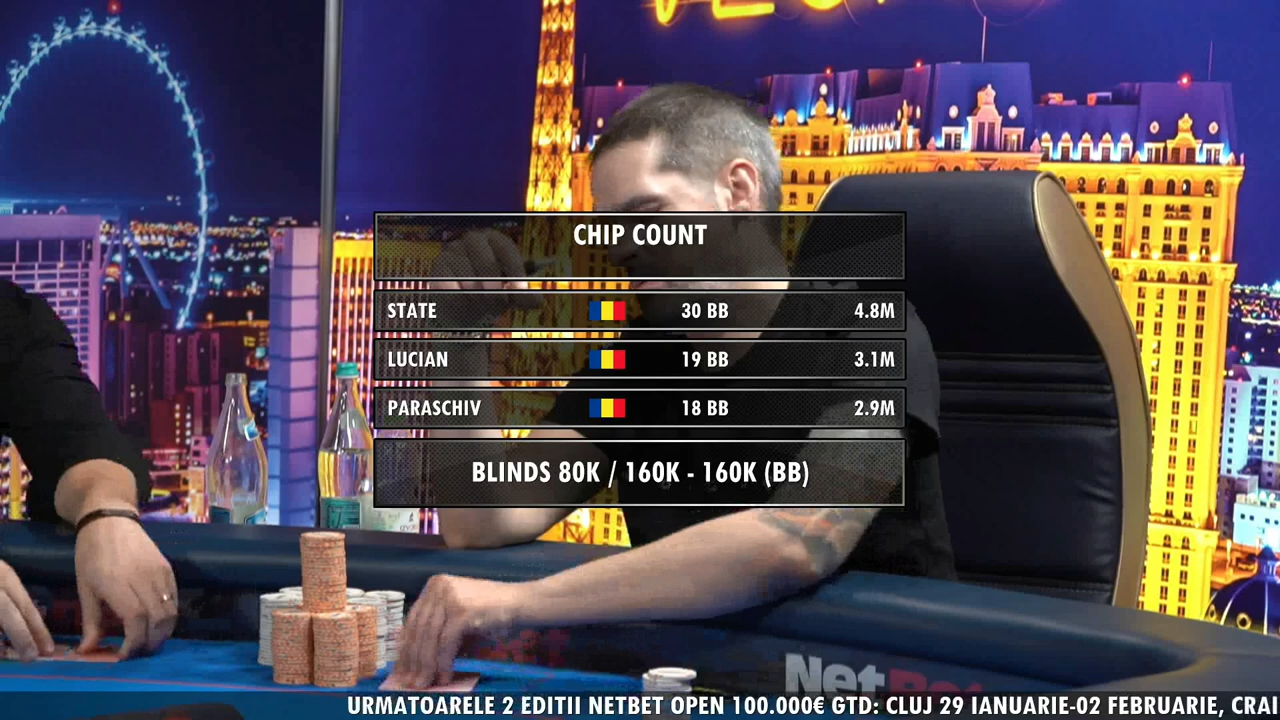 CHIP COUNT
STATE 30 BB 4.8M
LUCIAN 19 BB 3.1M
PARASCHIV 18 BB 2.9M
BLINDS 80K / 160K - 160K (BB)
NetBet
URMATOARELE 2 EDITII NETBET OPEN 100.000€ GTD: CLUJ 29 IANUARIE-02 FEBRUARIE, CRAI